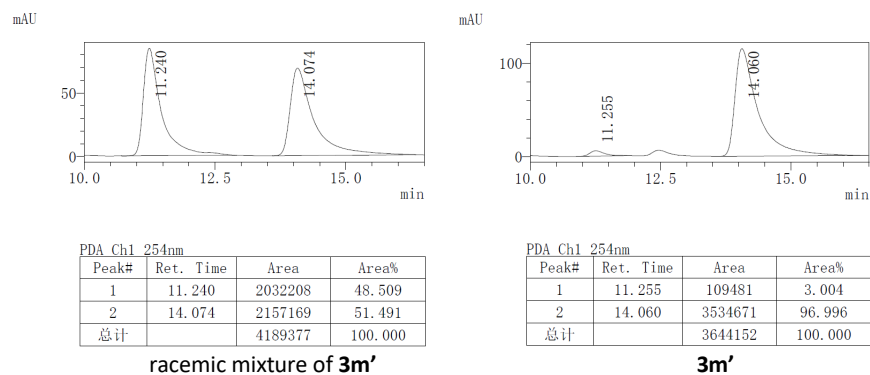 mAU
50
0
11.240
14.074
10.0 12.5 15.0
min
PDA Ch1 254nm
Peak# Ret. Time Area Area%
1 11.240 2032208 48.509
2 14.074 2157169 51.491
总计 4189377 100.000
racemic mixture of 3m’
mAU
100
0
11.255
14.060
10.0 12.5 15.0
min
PDA Ch1 254nm
Peak# Ret. Time Area Area%
1 11.255 109481 3.004
2 14.060 3534671 96.996
总计 3644152 100.000
3m’